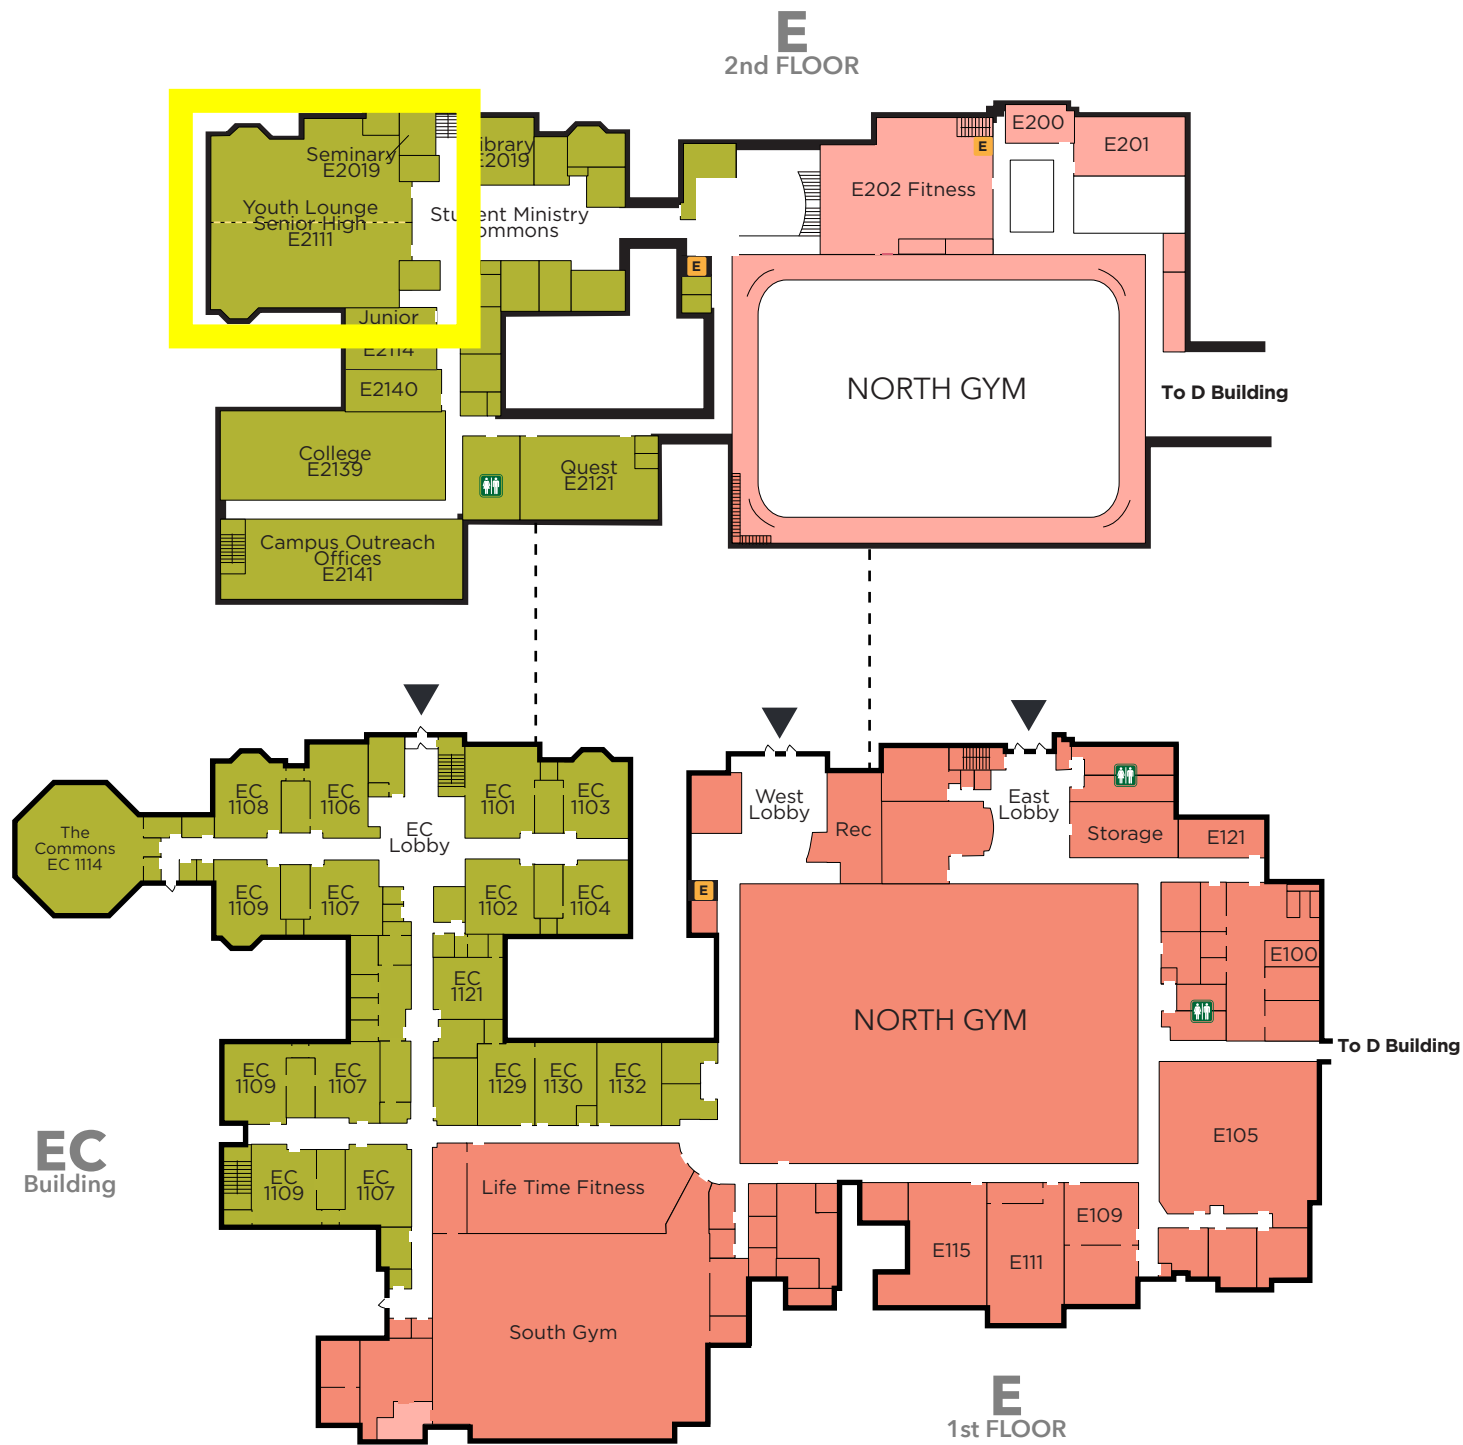 E
2nd FLOOR
E200
E201
Seminary
E2019
E2019
E
E202 Fitness
Youth Lounge
Senior High
E2111
Ministry
E
Junior
E2114
E2140
NORTH GYM
To D Building
College
E2139
Quest
E2121
Campus Outreach
Offices
E2141
EC
1108
EC
1106
EC
1101
EC
1103
West
Lobby
East
Lobby
The
Commons
EC 1114
EC
Lobby
Rec
Storage
E121
EC
1109
EC
1107
EC
1102
EC
1104
E
E100
EC
1121
NORTH GYM
To D Building
EC
1109
EC
1107
EC
1129
EC
1130
EC
1132
EC
Building
E105
EC
1109
EC
1107
Life Time Fitness
E109
E115
E111
South Gym
E
1st FLOOR